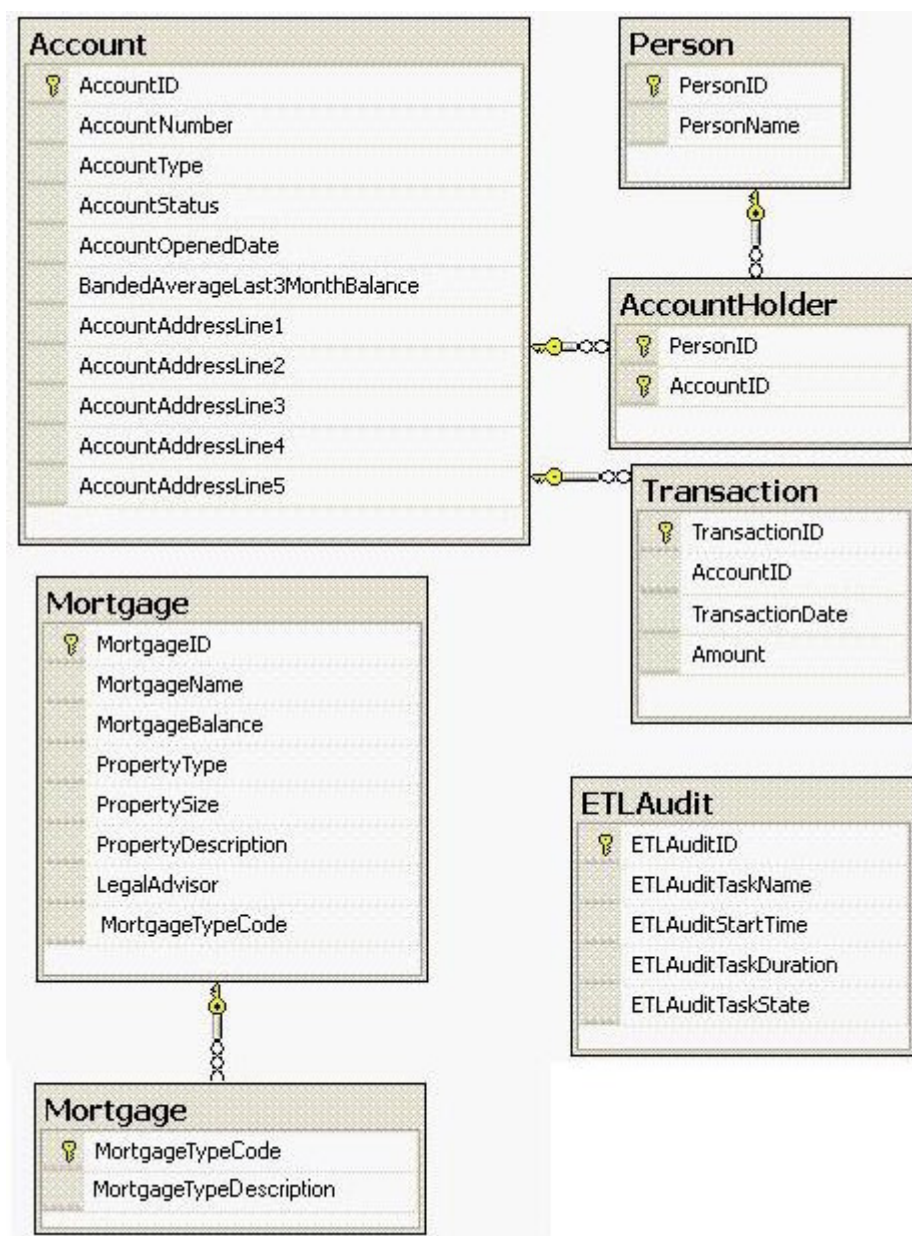 Account
AccountID
AccountNumber
AccountType
AccountStatus
AccountOpenedDate
BandedAverageLast3MonthBalance
AccountAddressLine1
AccountAddressLine2
AccountAddressLine3
AccountAddressLine4
AccountAddressLine5
Person
PersonID
PersonName
AccountHolder
PersonID
AccountID
Transaction
TransactionID
AccountID
TransactionDate
Amount
Mortgage
MortgageID
MortgageName
MortgageBalance
PropertyType
PropertySize
PropertyDescription
LegalAdvisor
MortgageTypeCode
ETLAudit
ETLAuditID
ETLAuditTaskName
ETLAuditStartTime
ETLAuditTaskDuration
ETLAuditTaskState
Mortgage
MortgageTypeCode
MortgageTypeDescription